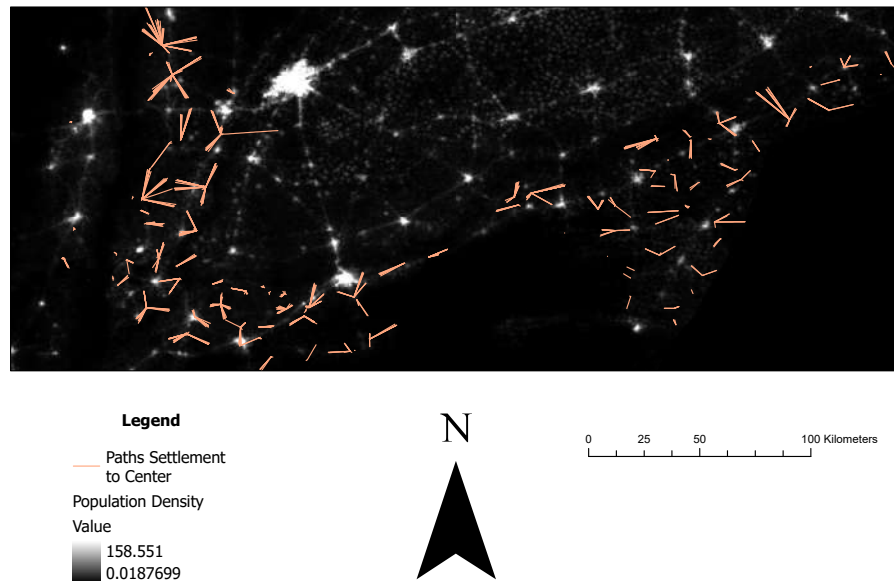 Legend
Paths Settlement
to Center
Population Density
Value
158.551
0.0187699
N
0 25 50 100 Kilometers